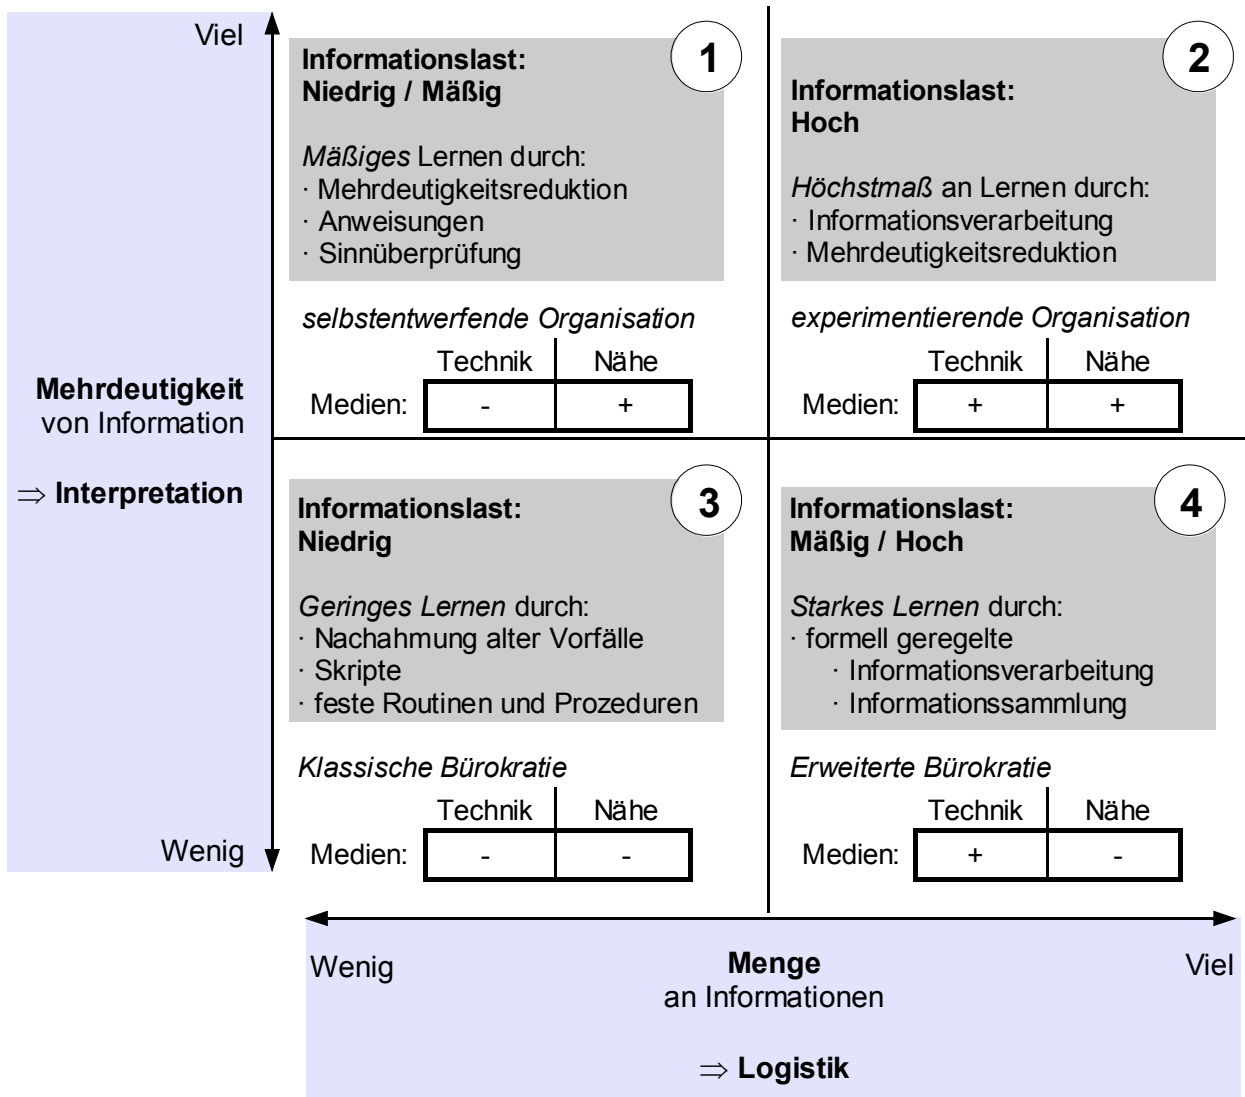 Viel
Mehrdeutigkeit
von Information
⇒ Interpretation
Wenig
1
Informationslast:
Niedrig / Mäßig
Mäßiges Lernen durch:
· Mehrdeutigkeitsreduktion
· Anweisungen
· Sinnüberprüfung
selbstentwerfende Organisation
Technik Nähe
Medien: - +
2
Informationslast:
Hoch
Höchstmaß an Lernen durch:
· Informationsverarbeitung
· Mehrdeutigkeitsreduktion
experimentierende Organisation
Technik Nähe
Medien: + +
3
Informationslast:
Niedrig
Geringes Lernen durch:
· Nachahmung alter Vorfälle
· Skripte
· feste Routinen und Prozeduren
Klassische Bürokratie
Technik Nähe
Medien: - -
4
Informationslast:
Mäßig / Hoch
Starkes Lernen durch:
· formell geregelte
· Informationsverarbeitung
· Informationssammlung
Erweiterte Bürokratie
Technik Nähe
Medien: + -
Wenig
Menge
an Informationen
Viel
⇒ Logistik